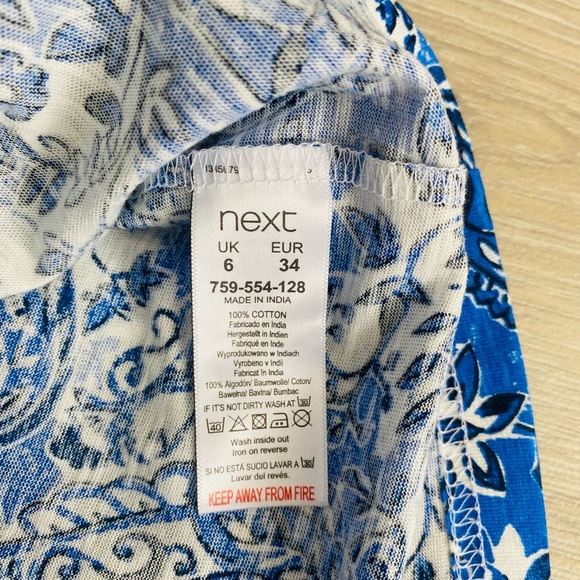 next
UK EUR
6 34
759-554-128
MADE IN INDIA
100% COTTON
Fabricado en India
Hergestellt in Indien
Fabriqué en Inde
Wyprodukowano w Indiach
Vyrobeno v Indii
Fabricat în India
100% Algodón/ Baumwolle/ Coton/
Bawełna/ Bavlna/ Bumbac
IF IT'S NOT DIRTY WASH AT 30
40
Wash inside out
Iron on reverse
SI NO ESTÁ SUCIO LAVAR A 30
Lavar del revés.
KEEP AWAY FROM FIRE